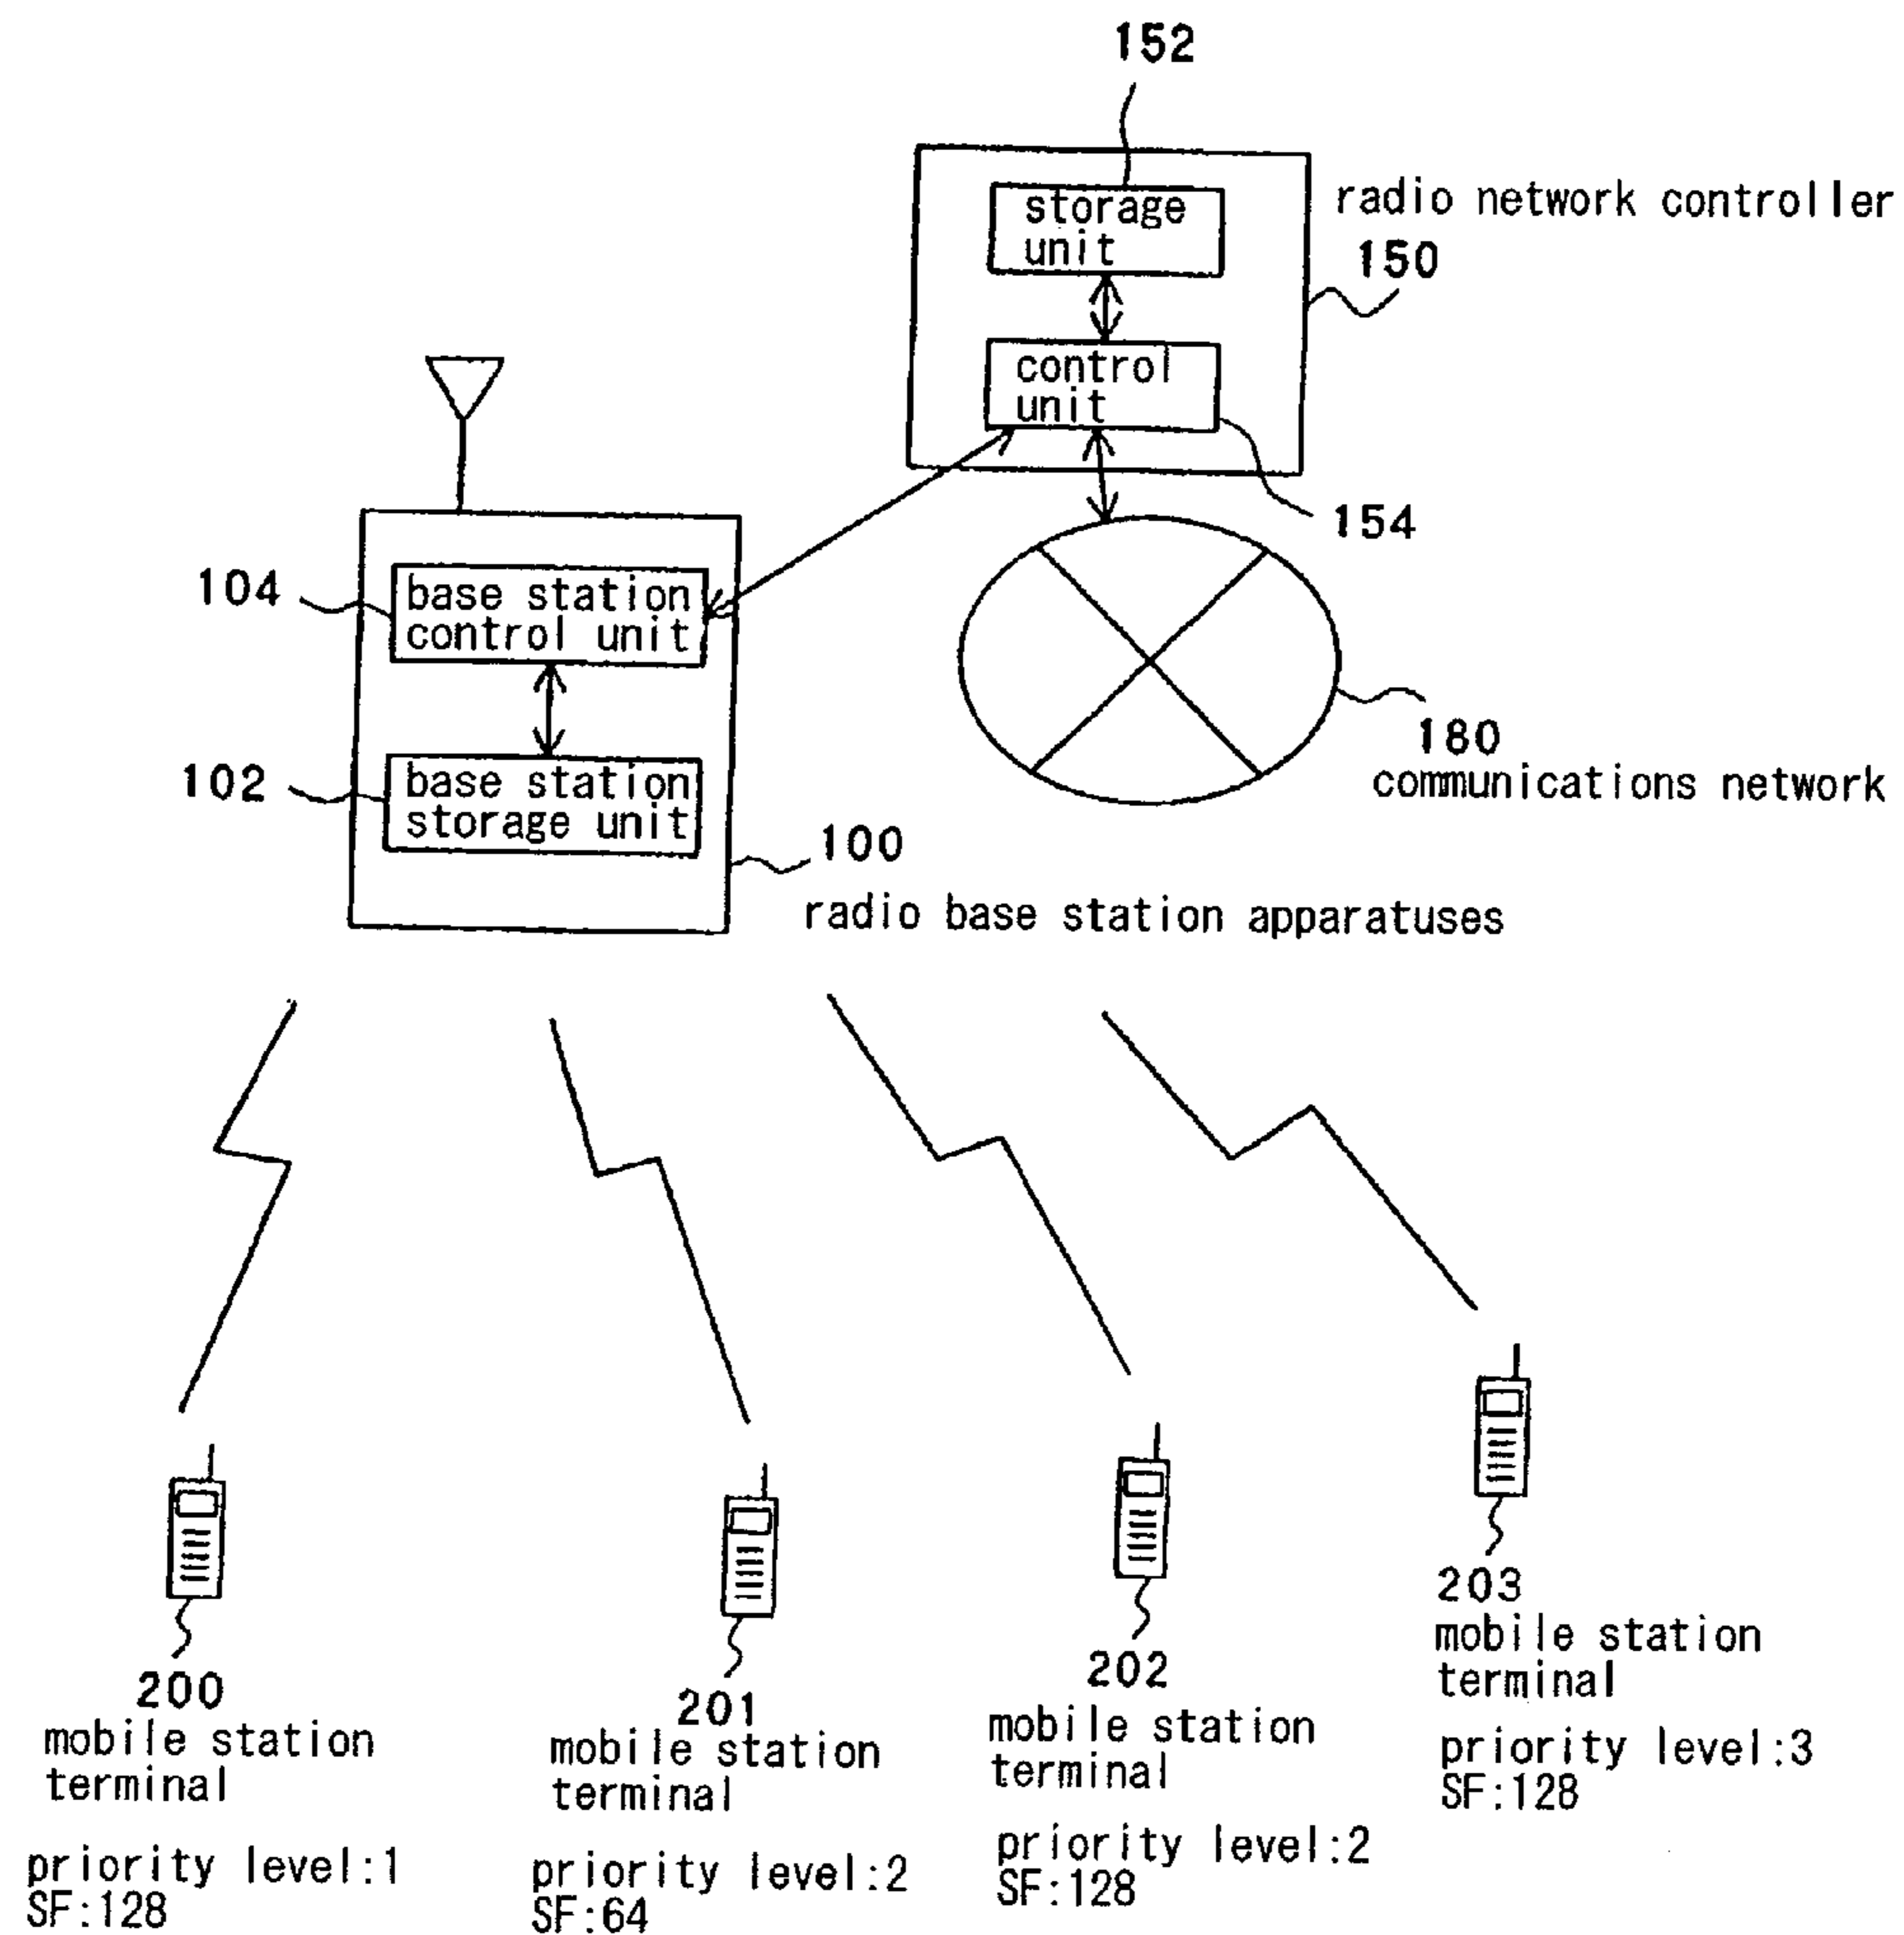 152
storage
unit
radio network controller
150
control
unit
154
104
base station
control unit
180
communications network
102
base station
storage unit
100
radio base station apparatuses
200
mobile station
terminal
priority level:1
SF:128
201
mobile station
terminal
priority level:2
SF:64
202
mobile station
terminal
priority level:2
SF:128
203
mobile station
terminal
priority level:3
SF:128